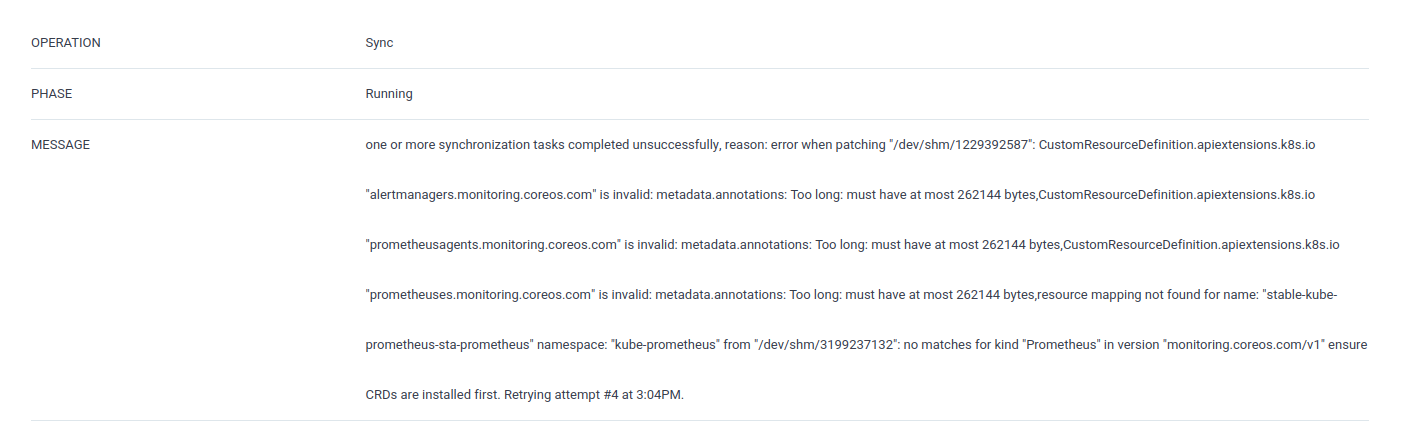 OPERATION Sync
PHASE Running
MESSAGE one or more synchronization tasks completed unsuccessfully, reason: error when patching "/dev/shm/1229392587": CustomResourceDefinition.apiextensions.k8s.io
"alertmanagers.monitoring.coreos.com" is invalid: metadata.annotations: Too long: must have at most 262144 bytes,CustomResourceDefinition.apiextensions.k8s.io
"prometheusagents.monitoring.coreos.com" is invalid: metadata.annotations: Too long: must have at most 262144 bytes,CustomResourceDefinition.apiextensions.k8s.io
"prometheuses.monitoring.coreos.com" is invalid: metadata.annotations: Too long: must have at most 262144 bytes,resource mapping not found for name: "stable-kube-
prometheus-sta-prometheus" namespace: "kube-prometheus" from "/dev/shm/3199237132": no matches for kind "Prometheus" in version "monitoring.coreos.com/v1" ensure
CRDs are installed first. Retrying attempt #4 at 3:04PM.